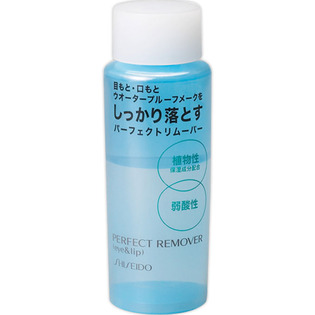 目もと・口もと
ウオータープルーフメークを
しっかり落とす
パーフェクトリムーバー
植物性
保湿成分配合
弱酸性
PERFECT REMOVER
(eye&lip)
SHISEIDO